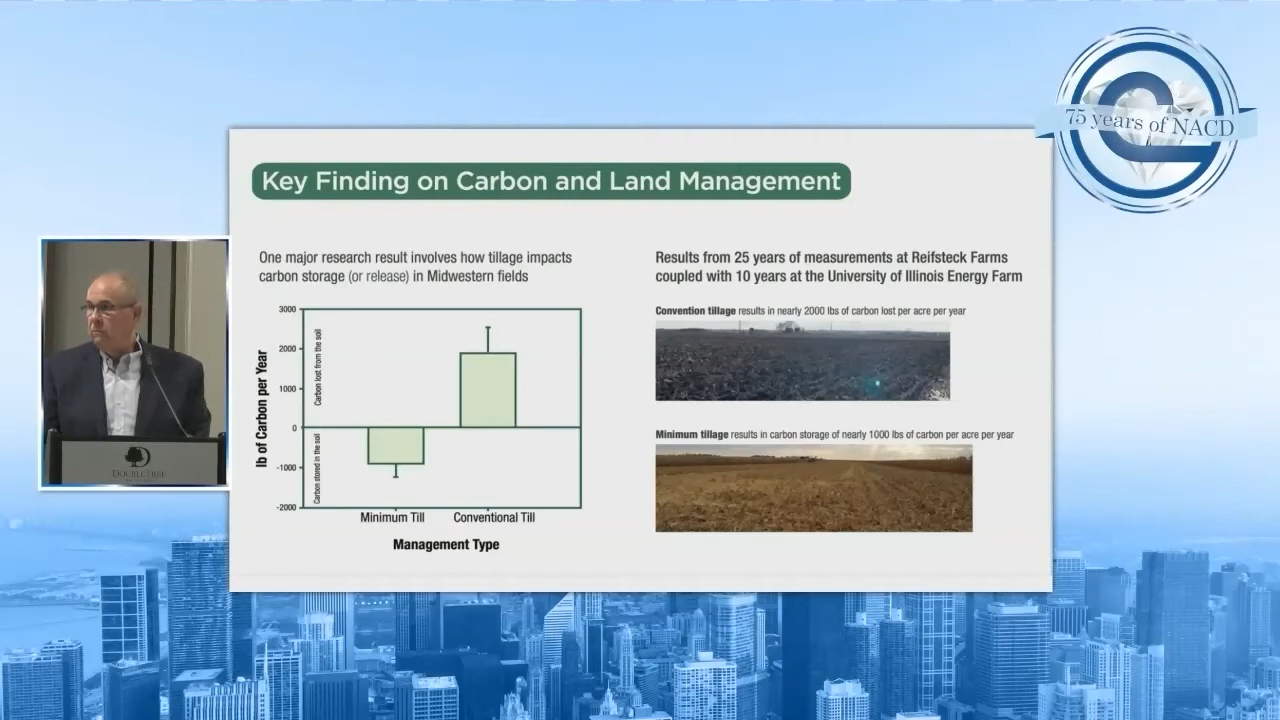 75 years of NACD
Key Finding on Carbon and Land Management
One major research result involves how tillage impacts
carbon storage (or release) in Midwestern fields
3000
2000
1000
0
-1000
-2000
lb of Carbon per Year
Carbon lost from the soil
Carbon stored in the soil
Minimum Till
Conventional Till
Management Type
Results from 25 years of measurements at Reifsteck Farms
coupled with 10 years at the University of Illinois Energy Farm
Convention tillage results in nearly 2000 lbs of carbon lost per acre per year
Minimum tillage results in carbon storage of nearly 1000 lbs of carbon per acre per year
DOUBLETREE